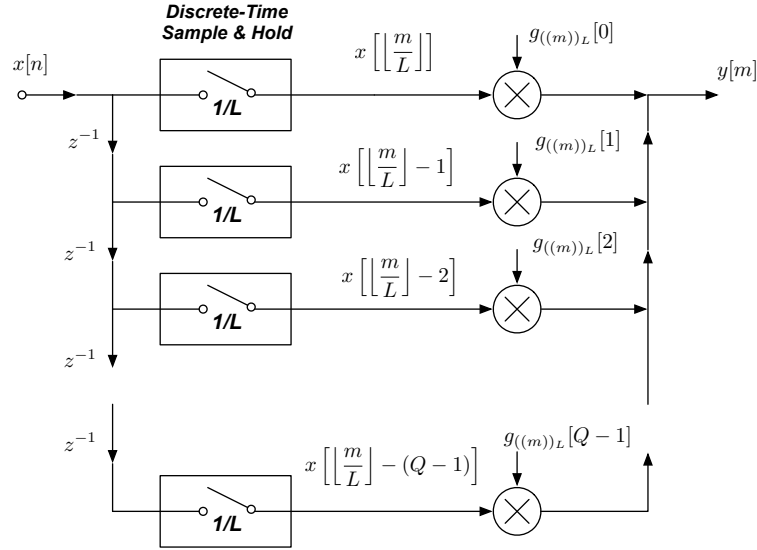 Discrete-Time
Sample & Hold
x[n]
x[⌊m/L⌋]
g_{((m))_L}[0]
y[m]
1/L
z^{-1}
x[⌊m/L⌋ − 1]
g_{((m))_L}[1]
1/L
z^{-1}
x[⌊m/L⌋ − 2]
g_{((m))_L}[2]
1/L
z^{-1}
z^{-1}
x[⌊m/L⌋ − (Q − 1)]
g_{((m))_L}[Q − 1]
1/L